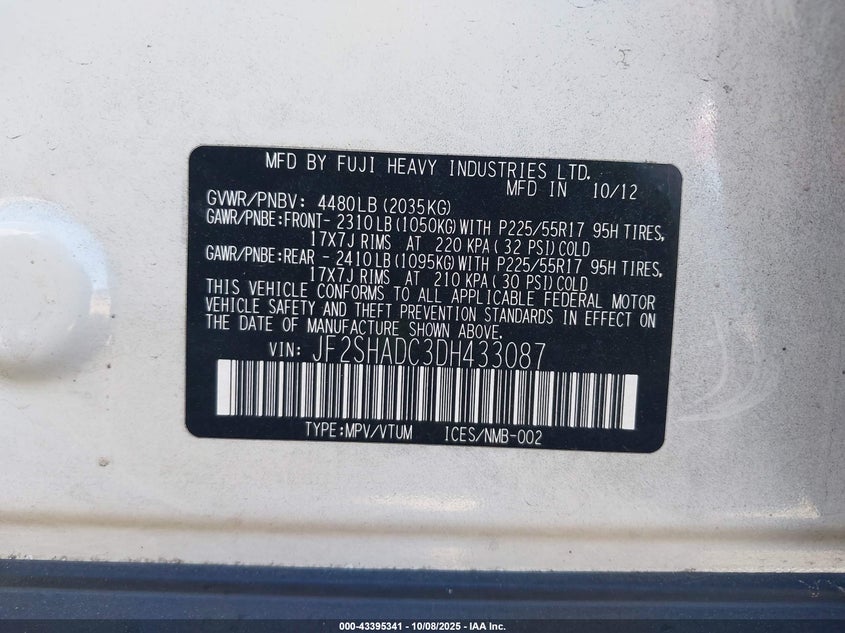 MFD BY FUJI HEAVY INDUSTRIES LTD.
MFD IN 10/12
GVWR/PNBV: 4480LB (2035KG)
GAWR/PNBE:FRONT- 2310LB (1050KG)WITH P225/55R17 95H TIRES,
17X7J RIMS AT 220 KPA ( 32 PSI)COLD
GAWR/PNBE:REAR - 2410LB (1095KG)WITH P225/55R17 95H TIRES,
17X7J RIMS AT 210 KPA ( 30 PSI)COLD
THIS VEHICLE CONFORMS TO ALL APPLICABLE FEDERAL MOTOR
VEHICLE SAFETY AND THEFT PREVENTION STANDARDS IN EFFECT ON
THE DATE OF MANUFACTURE SHOWN ABOVE.
VIN: JF2SHADC3DH433087
TYPE:MPV/VTUM ICES/NMB-002
000-43395341 - 10/08/2025 - IAA Inc.